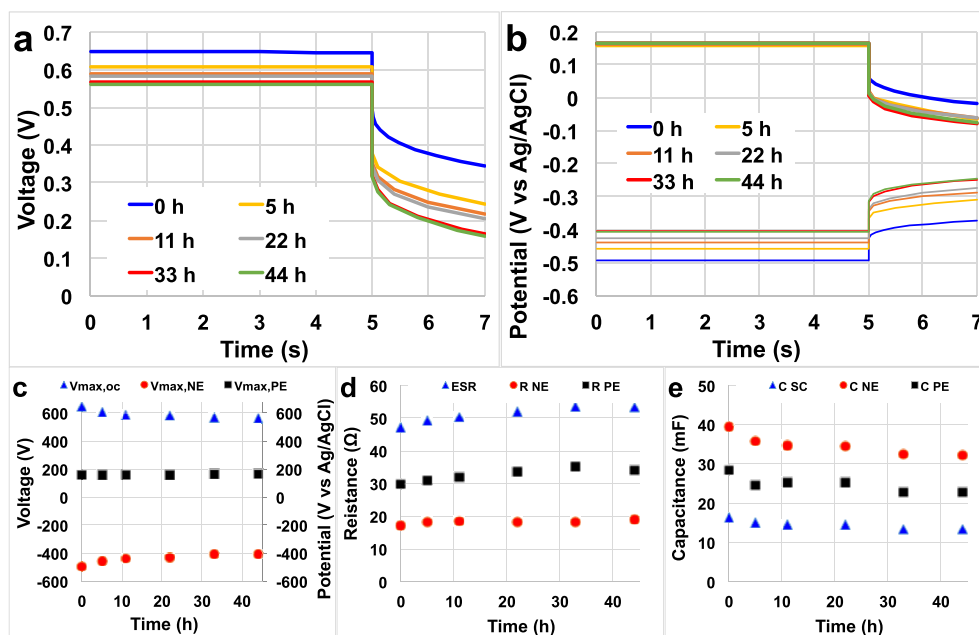 a
0.7
0.6
0.5
0.4
0.3
0.2
0.1
0
Voltage (V)
0 h 5 h
11 h 22 h
33 h 44 h
0 1 2 3 4 5 6 7
Time (s)
b
0.2
0.1
0
-0.1
-0.2
-0.3
-0.4
-0.5
-0.6
Potential (V vs Ag/AgCl)
0 h 5 h
11 h 22 h
33 h 44 h
0 1 2 3 4 5 6 7
Time (s)
c
Vmax,oc Vmax,NE Vmax,PE
600 600
400 400
200 200
0 0
-200 -200
-400 -400
-600 -600
Voltage (V)
Potential (V vs Ag/AgCl)
0 10 20 30 40
Time (h)
d
ESR R NE R PE
60
50
40
30
20
10
0
Reistance (Ω)
0 10 20 30 40
Time (h)
e
C SC C NE C PE
50
40
30
20
10
0
Capacitance (mF)
0 10 20 30 40
Time (h)